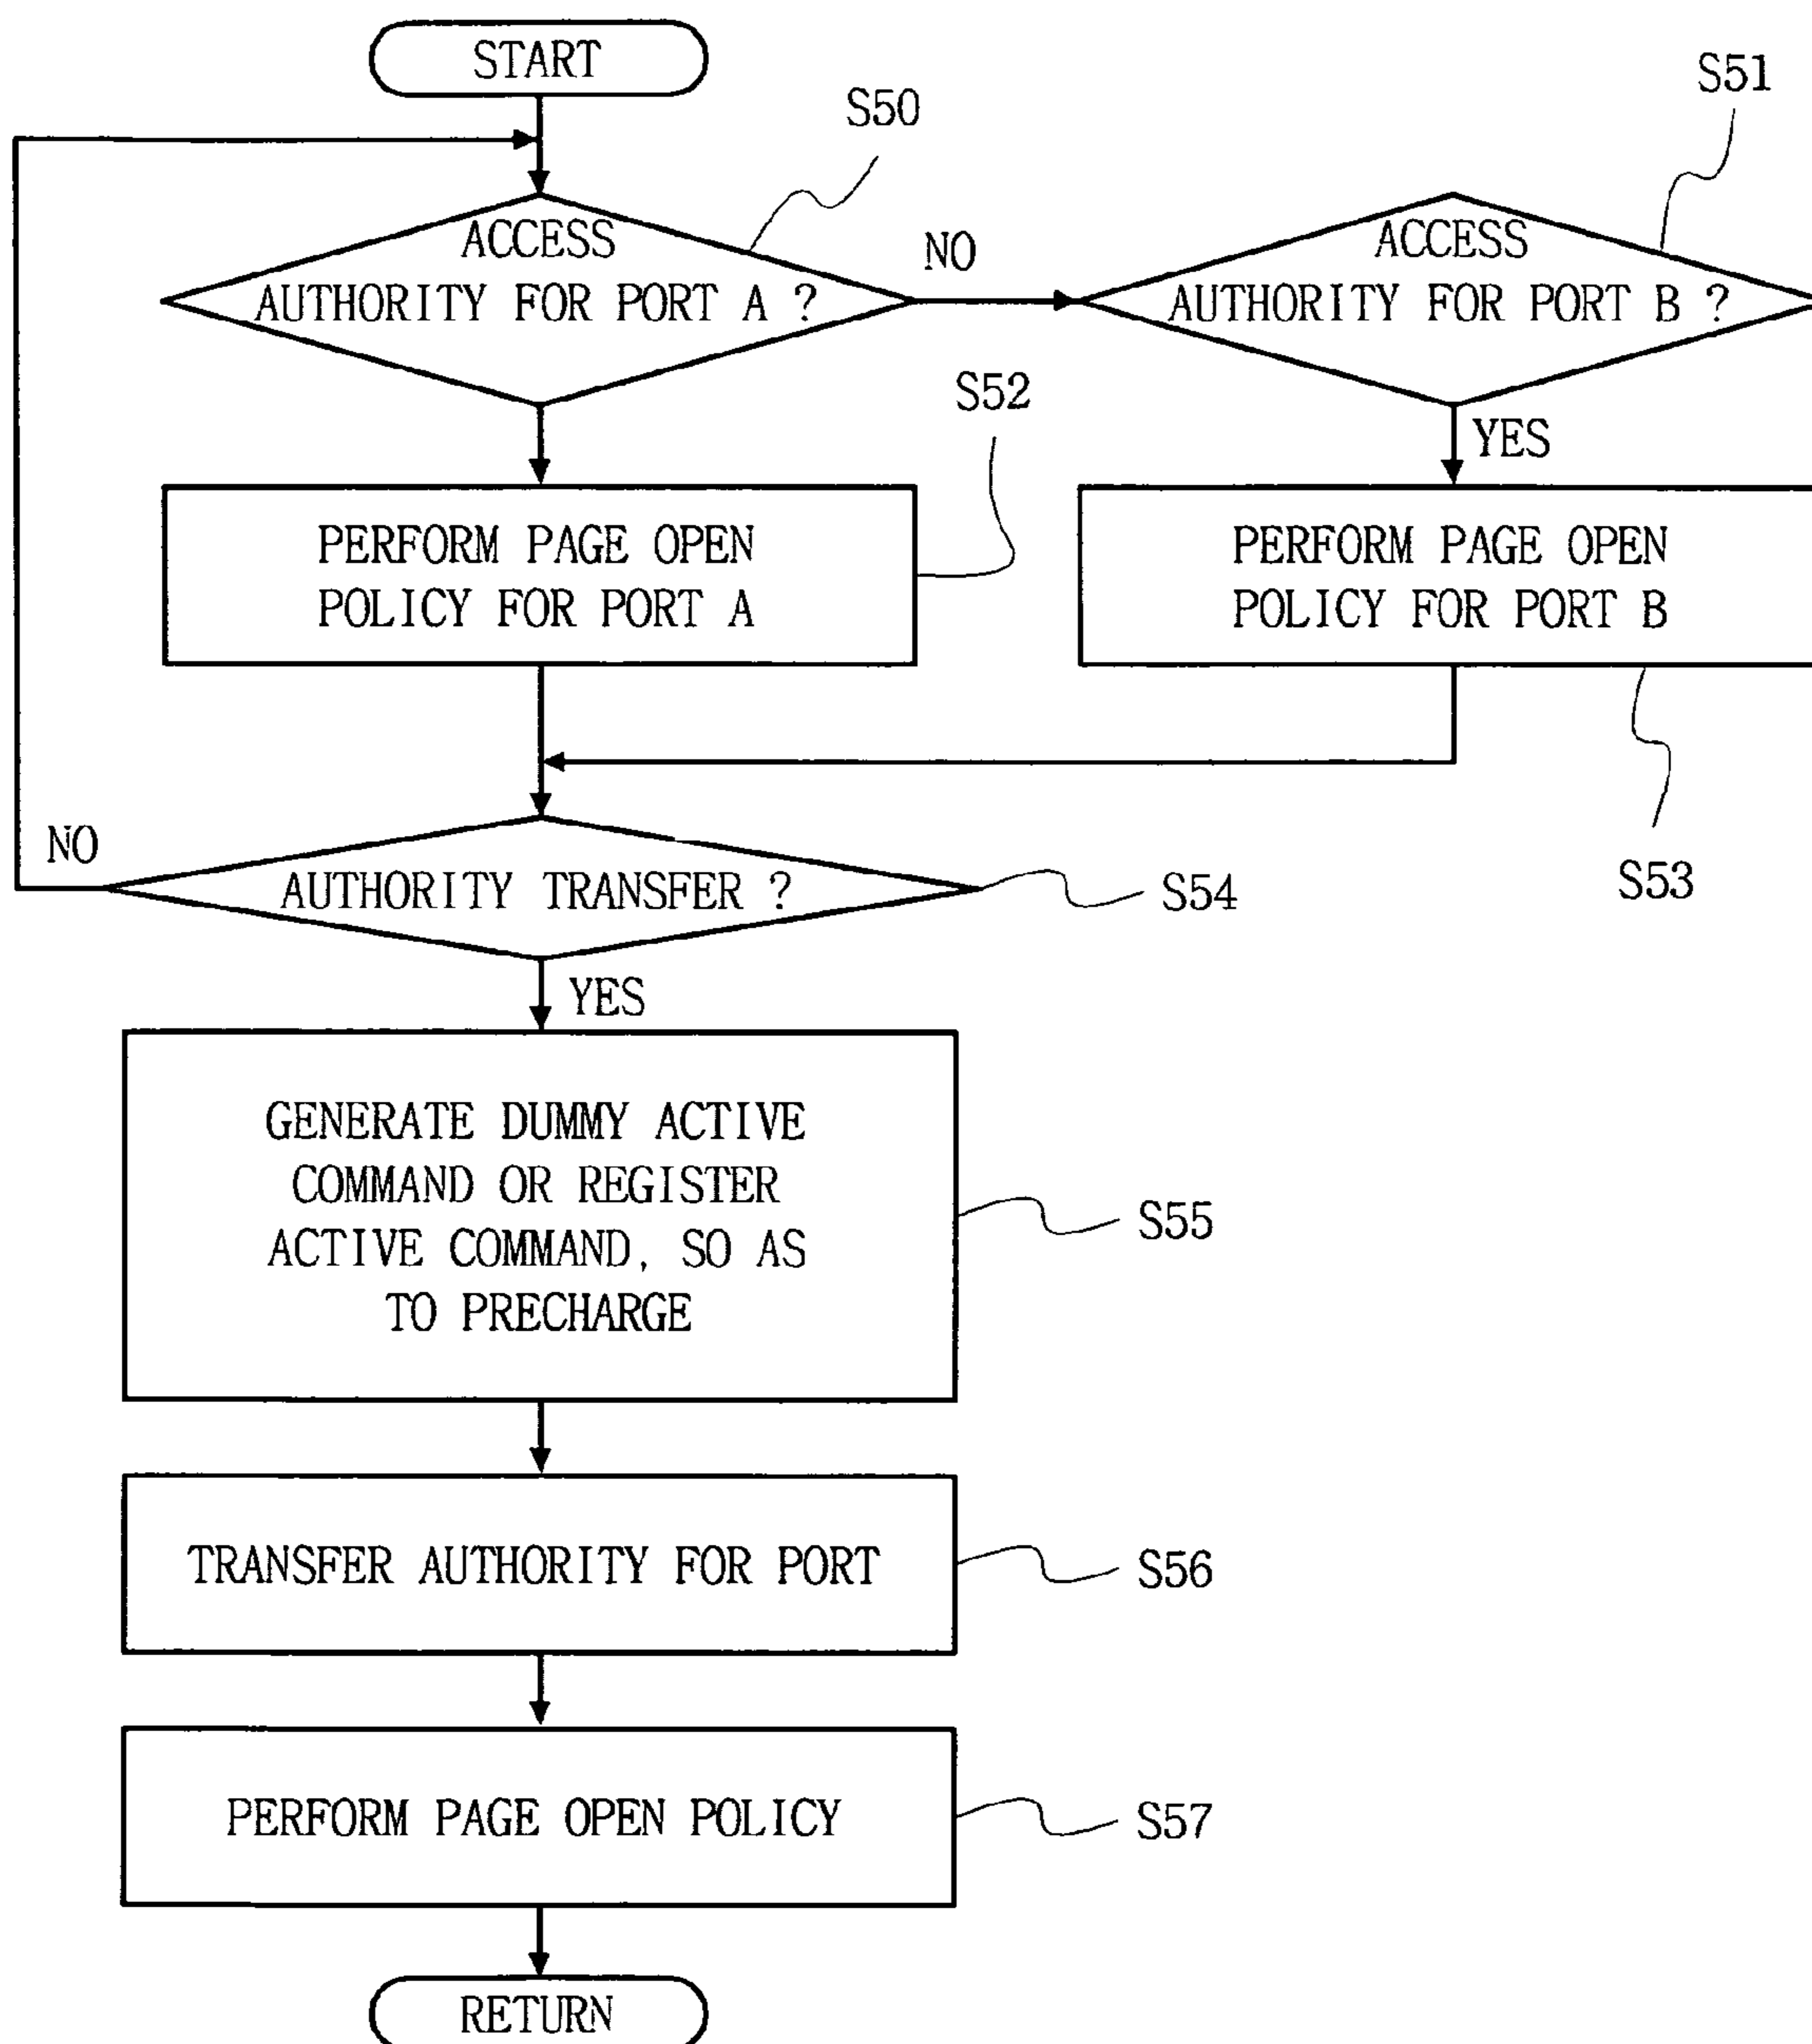 START
S50
S51
ACCESS
AUTHORITY FOR PORT A ?
NO
ACCESS
AUTHORITY FOR PORT B ?
S52
YES
PERFORM PAGE OPEN
POLICY FOR PORT A
PERFORM PAGE OPEN
POLICY FOR PORT B
NO
AUTHORITY TRANSFER ?
S54
S53
YES
GENERATE DUMMY ACTIVE
COMMAND OR REGISTER
ACTIVE COMMAND, SO AS
TO PRECHARGE
S55
TRANSFER AUTHORITY FOR PORT
S56
PERFORM PAGE OPEN POLICY
S57
RETURN